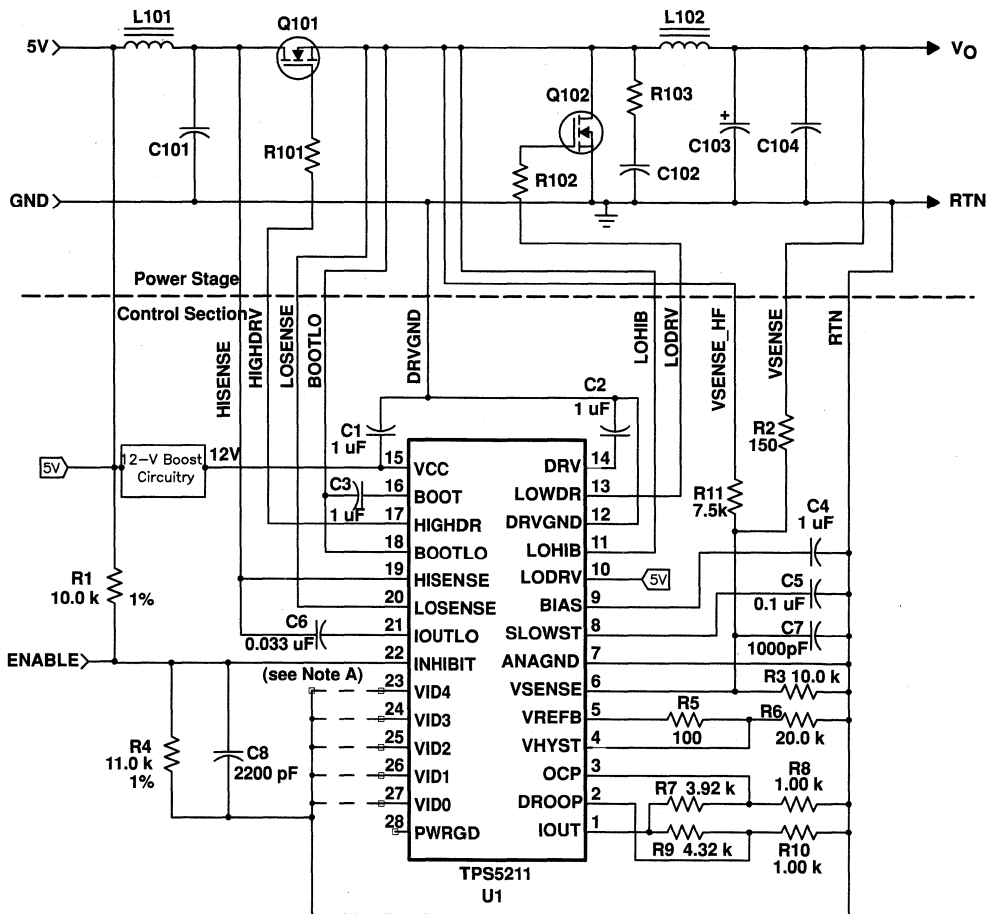 L101
Q101
L102
5V
VO
Q102
R103
C101
R101
C103
+
C104
R102
C102
GND
RTN
Power Stage
Control Section
HISENSE
HIGHDRV
LOSENSE
BOOTLO
DRVGND
LOHIB
LODRV
VSENSE_HF
VSENSE
RTN
C1
1 uF
C2
1 uF
R2
150
5V
12-V Boost
Circuitry
12V
C3
1 uF
R11
7.5k
C4
1 uF
15 VCC
16 BOOT
17 HIGHDR
18 BOOTLO
19 HISENSE
20 LOSENSE
21 IOUTLO
22 INHIBIT
23 VID4
24 VID3
25 VID2
26 VID1
27 VID0
28 PWRGD
DRV 14
LOWDR 13
DRVGND 12
LOHIB 11
LODRV 10
BIAS 9
SLOWST 8
ANAGND 7
VSENSE 6
VREFB 5
VHYST 4
OCP 3
DROOP 2
IOUT 1
5V
C5
0.1 uF
R1
10.0 k
1%
C6
0.033 uF
C7
1000pF
ENABLE
(see Note A)
R3 10.0 k
R5
100
R6
20.0 k
R4
11.0 k
1%
C8
2200 pF
R7 3.92 k
R8
1.00 k
R9 4.32 k
R10
1.00 k
TPS5211
U1